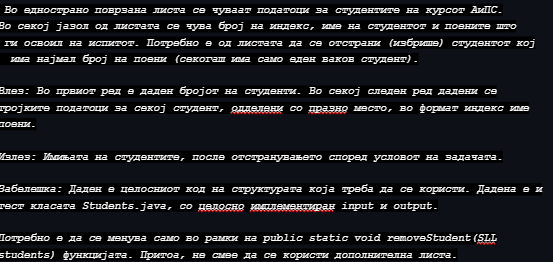 Во еднострано поврзана листа се чуваат податоци за студентите на курсот АиПС.
Во секој јазол од листата се чува број на индекс, име на студентот и поените што
ги освоил на испитот. Потребно е од листата да се отстрани (избрише) студентот кој
има најмал број на поени (секогаш има само еден ваков студент).
Влез: Во првиот ред е даден бројот на студенти. Во секој следен ред дадени се
тројките податоци за секој студент, одделени со празно место, во формат индекс име
поени.
Излез: Имињата на студентите, после отстранувањето според условот на задачата.
Забелешка: Даден е целосниот код на структурата која треба да се користи. Дадена е и
тест класата Students.java, со целосно имплементиран input и output.
Потребно е да се менува само во рамки на public static void removeStudent(SLL
students) функцијата. Притоа, не смее да се користи дополнителна листа.